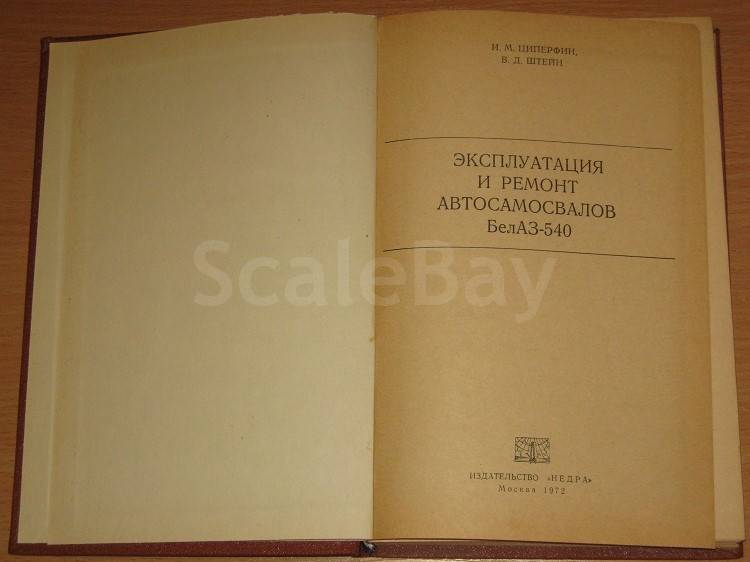 И. М. ЦИПЕРФИН,
В. Д. ШТЕЙН
ЭКСПЛУАТАЦИЯ
И РЕМОНТ
АВТОСАМОСВАЛОВ
БелАЗ-540
ScaleBay
ИЗДАТЕЛЬСТВО «НЕДРА»
Москва 1972